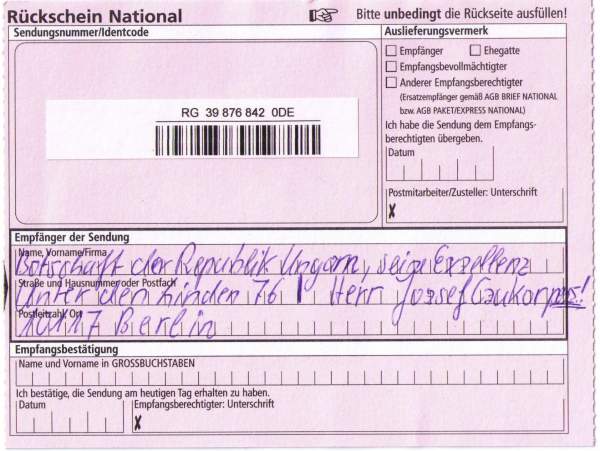 Rückschein National
Bitte unbedingt die Rückseite ausfüllen!
Sendungsnummer/Identcode
RG 39 876 842 0DE
Auslieferungsvermerk
Empfänger Ehegatte
Empfangsbevollmächtigter
Anderer Empfangsberechtigter
(Ersatzempfänger gemäß AGB BRIEF NATIONAL
bzw. AGB PAKET/EXPRESS NATIONAL)
Ich habe die Sendung dem Empfangs-
berechtigten übergeben.
Datum
Postmitarbeiter/Zusteller: Unterschrift
X
Empfänger der Sendung
Name, Vorname/Firma
Botschaft der Republik Ungarn, seine Exzellenz
Straße und Hausnummer oder Postfach
Unter den Linden 76 Herr József Czukor
Postleitzahl, Ort
10117 Berlin
Empfangsbestätigung
Name und Vorname in GROSSBUCHSTABEN
Ich bestätige, die Sendung am heutigen Tag erhalten zu haben.
Datum
Empfangsberechtigter: Unterschrift
X